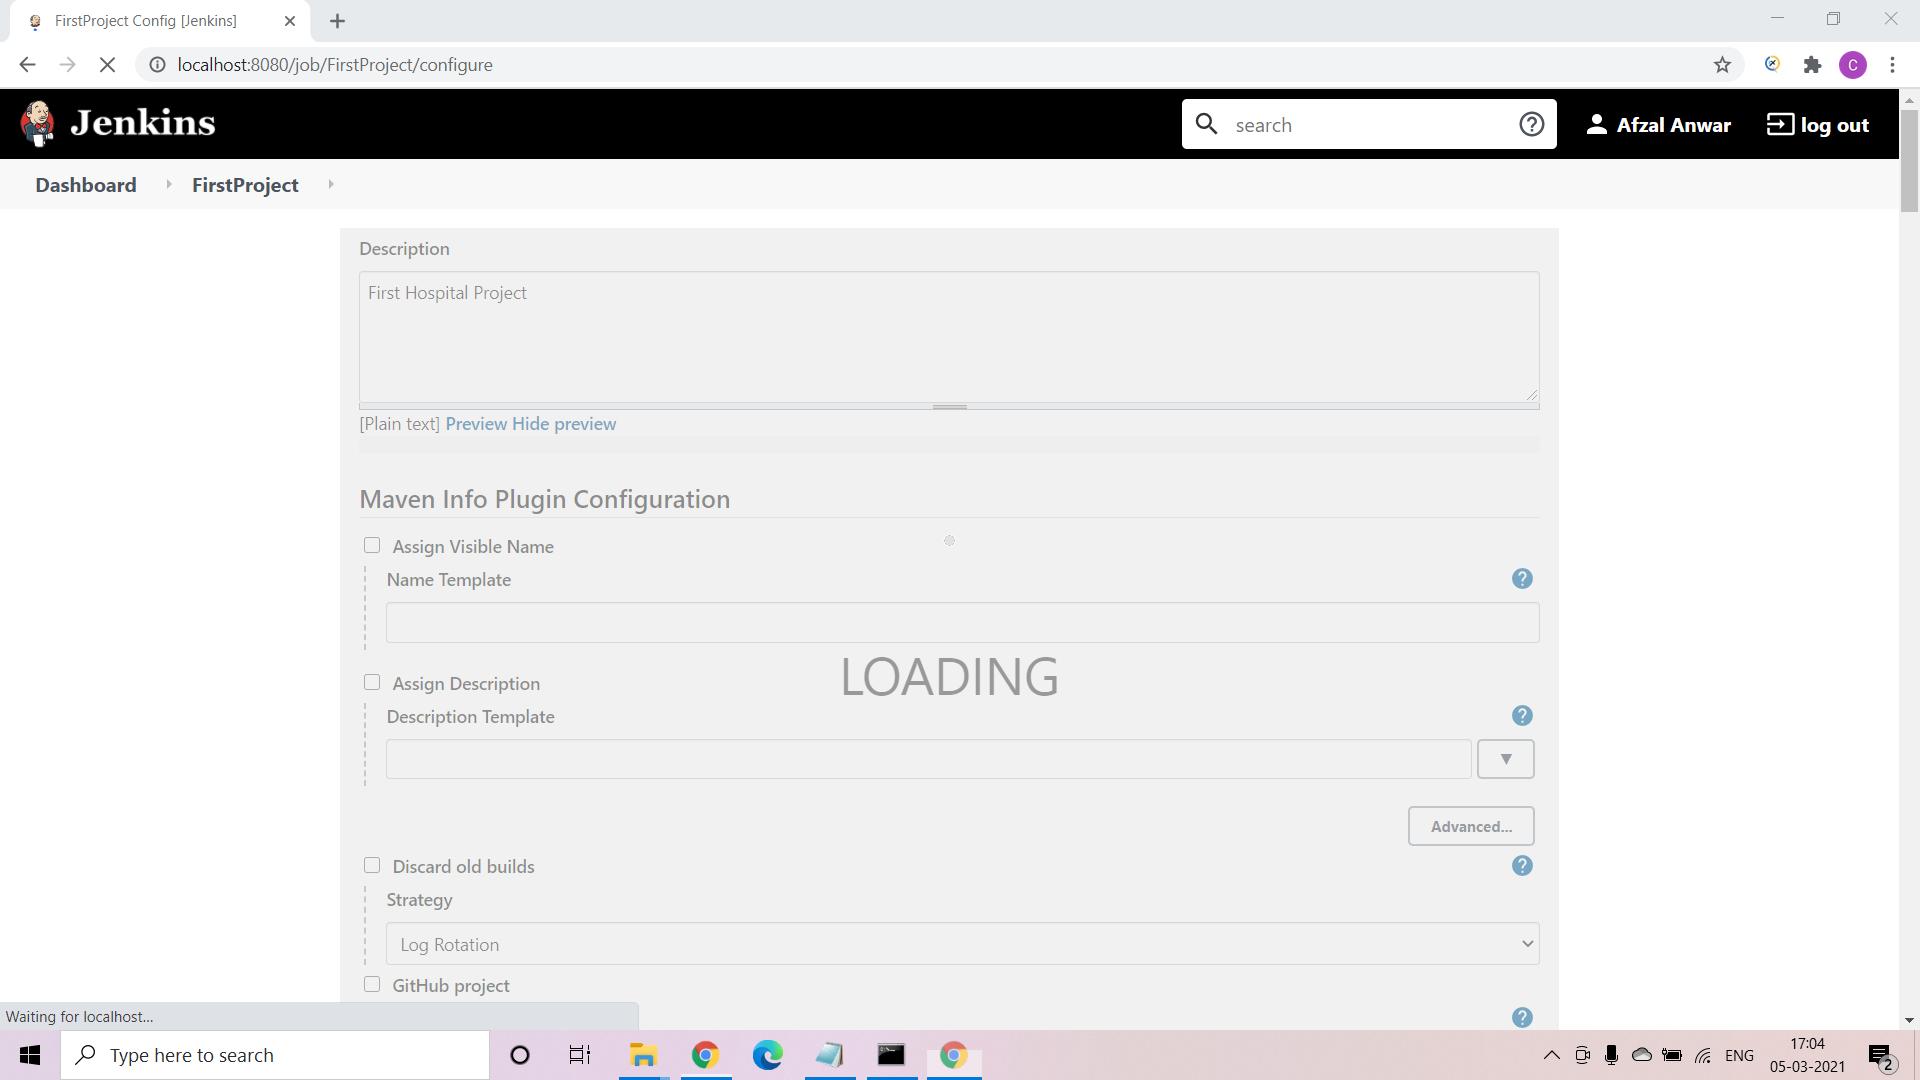 FirstProject Config [Jenkins]
localhost:8080/job/FirstProject/configure
C
Jenkins
search
Afzal Anwar
log out
Dashboard
FirstProject
Description
First Hospital Project
[Plain text] Preview Hide preview
Maven Info Plugin Configuration
Assign Visible Name
Name Template
?
LOADING
Assign Description
Description Template
?
Advanced...
Discard old builds
?
Strategy
Log Rotation
GitHub project
?
Waiting for localhost...
Type here to search
ENG
17:04
05-03-2021
2